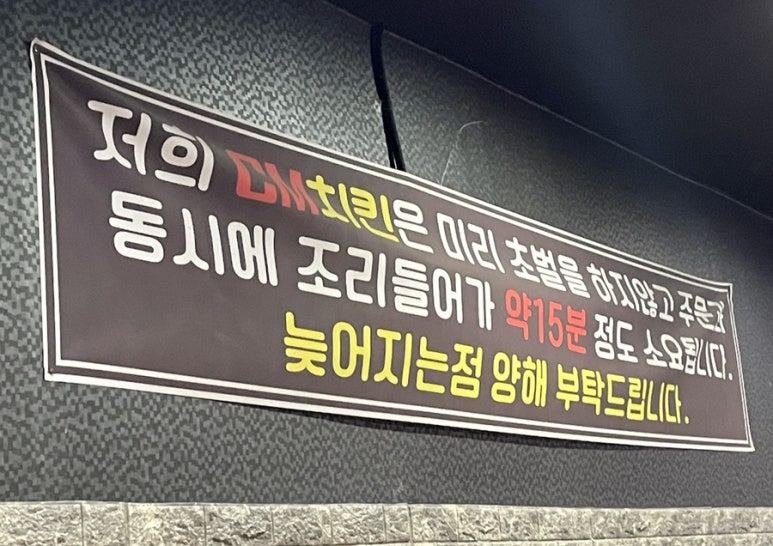 저희 CM치킨은 미리 초벌을 하지않고 주문과
동시에 조리들어가 약15분 정도 소요됩니다.
늦어지는점 양해 부탁드립니다.